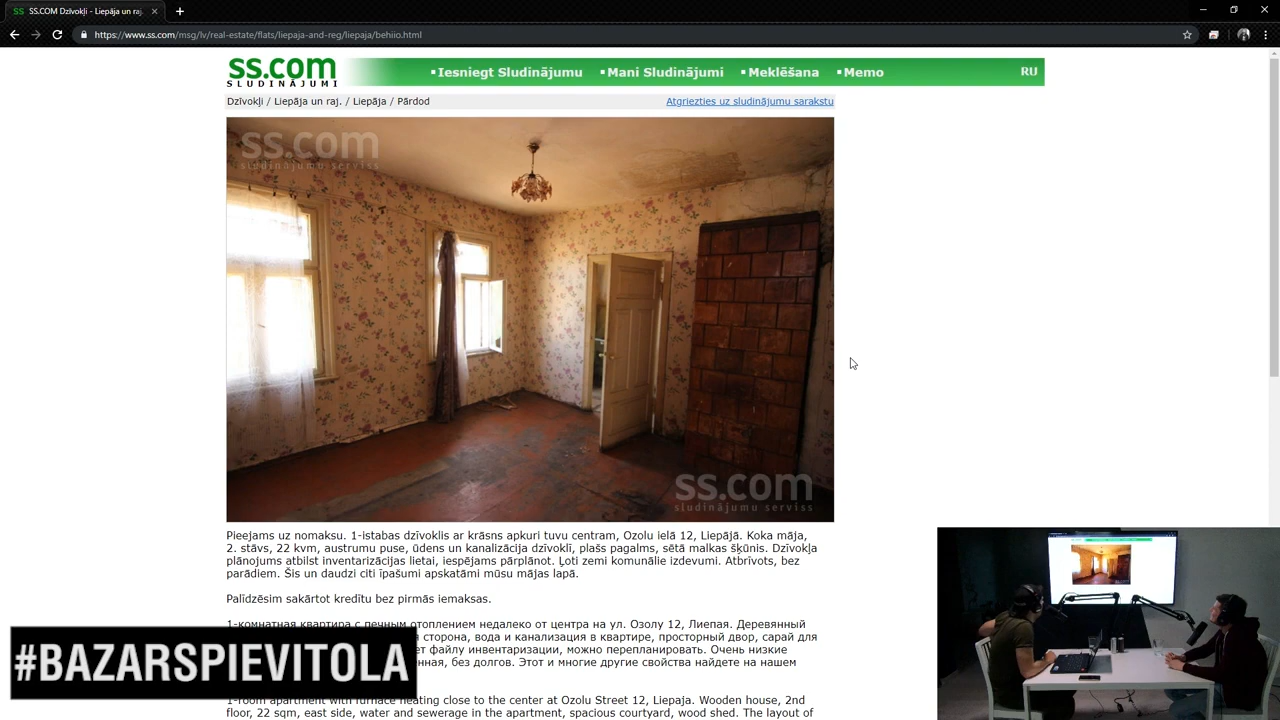 SS SS.COM Dzīvokļi - Liepāja un raj.
https://www.ss.com/msg/lv/real-estate/flats/liepaja-and-reg/liepaja/behiio.html
ss.com
SLUDINĀJUMI
Iesniegt Sludinājumu Mani Sludinājumi Meklēšana Memo RU
Dzīvokļi / Liepāja un raj. / Liepāja / Pārdod Atgriezties uz sludinājumu sarakstu
ss.com
sludinājumu serviss
ss.com
sludinājumu serviss
Pieejams uz nomaksu. 1-istabas dzīvoklis ar krāsns apkuri tuvu centram, Ozolu ielā 12, Liepājā. Koka māja,
2. stāvs, 22 kvm, austrumu puse, ūdens un kanalizācija dzīvoklī, plašs pagalms, sētā malkas šķūnis. Dzīvokļa
plānojums atbilst inventarizācijas lietai, iespējams pārplānot. Ļoti zemi komunālie izdevumi. Atbrīvots, bez
parādiem. Šis un daudzi citi īpašumi apskatāmi mūsu mājas lapā.
Palīdzēsim sakārtot kredītu bez pirmās iemaksas.
1-комнатная квартира с печным отоплением недалеко от центра на ул. Озолу 12, Лиепая. Деревянный
сторона, вода и канализация в квартире, просторный двор, сарай для
файлу инвентаризации, можно перепланировать. Очень низкие
без долгов. Этот и многие другие свойства найдете на нашем
#BAZARSPIEVITOLA
1-room apartment with furnace heating close to the center at Ozolu Street 12, Liepaja. Wooden house, 2nd
floor, 22 sqm, east side, water and sewerage in the apartment, spacious courtyard, wood shed. The layout of